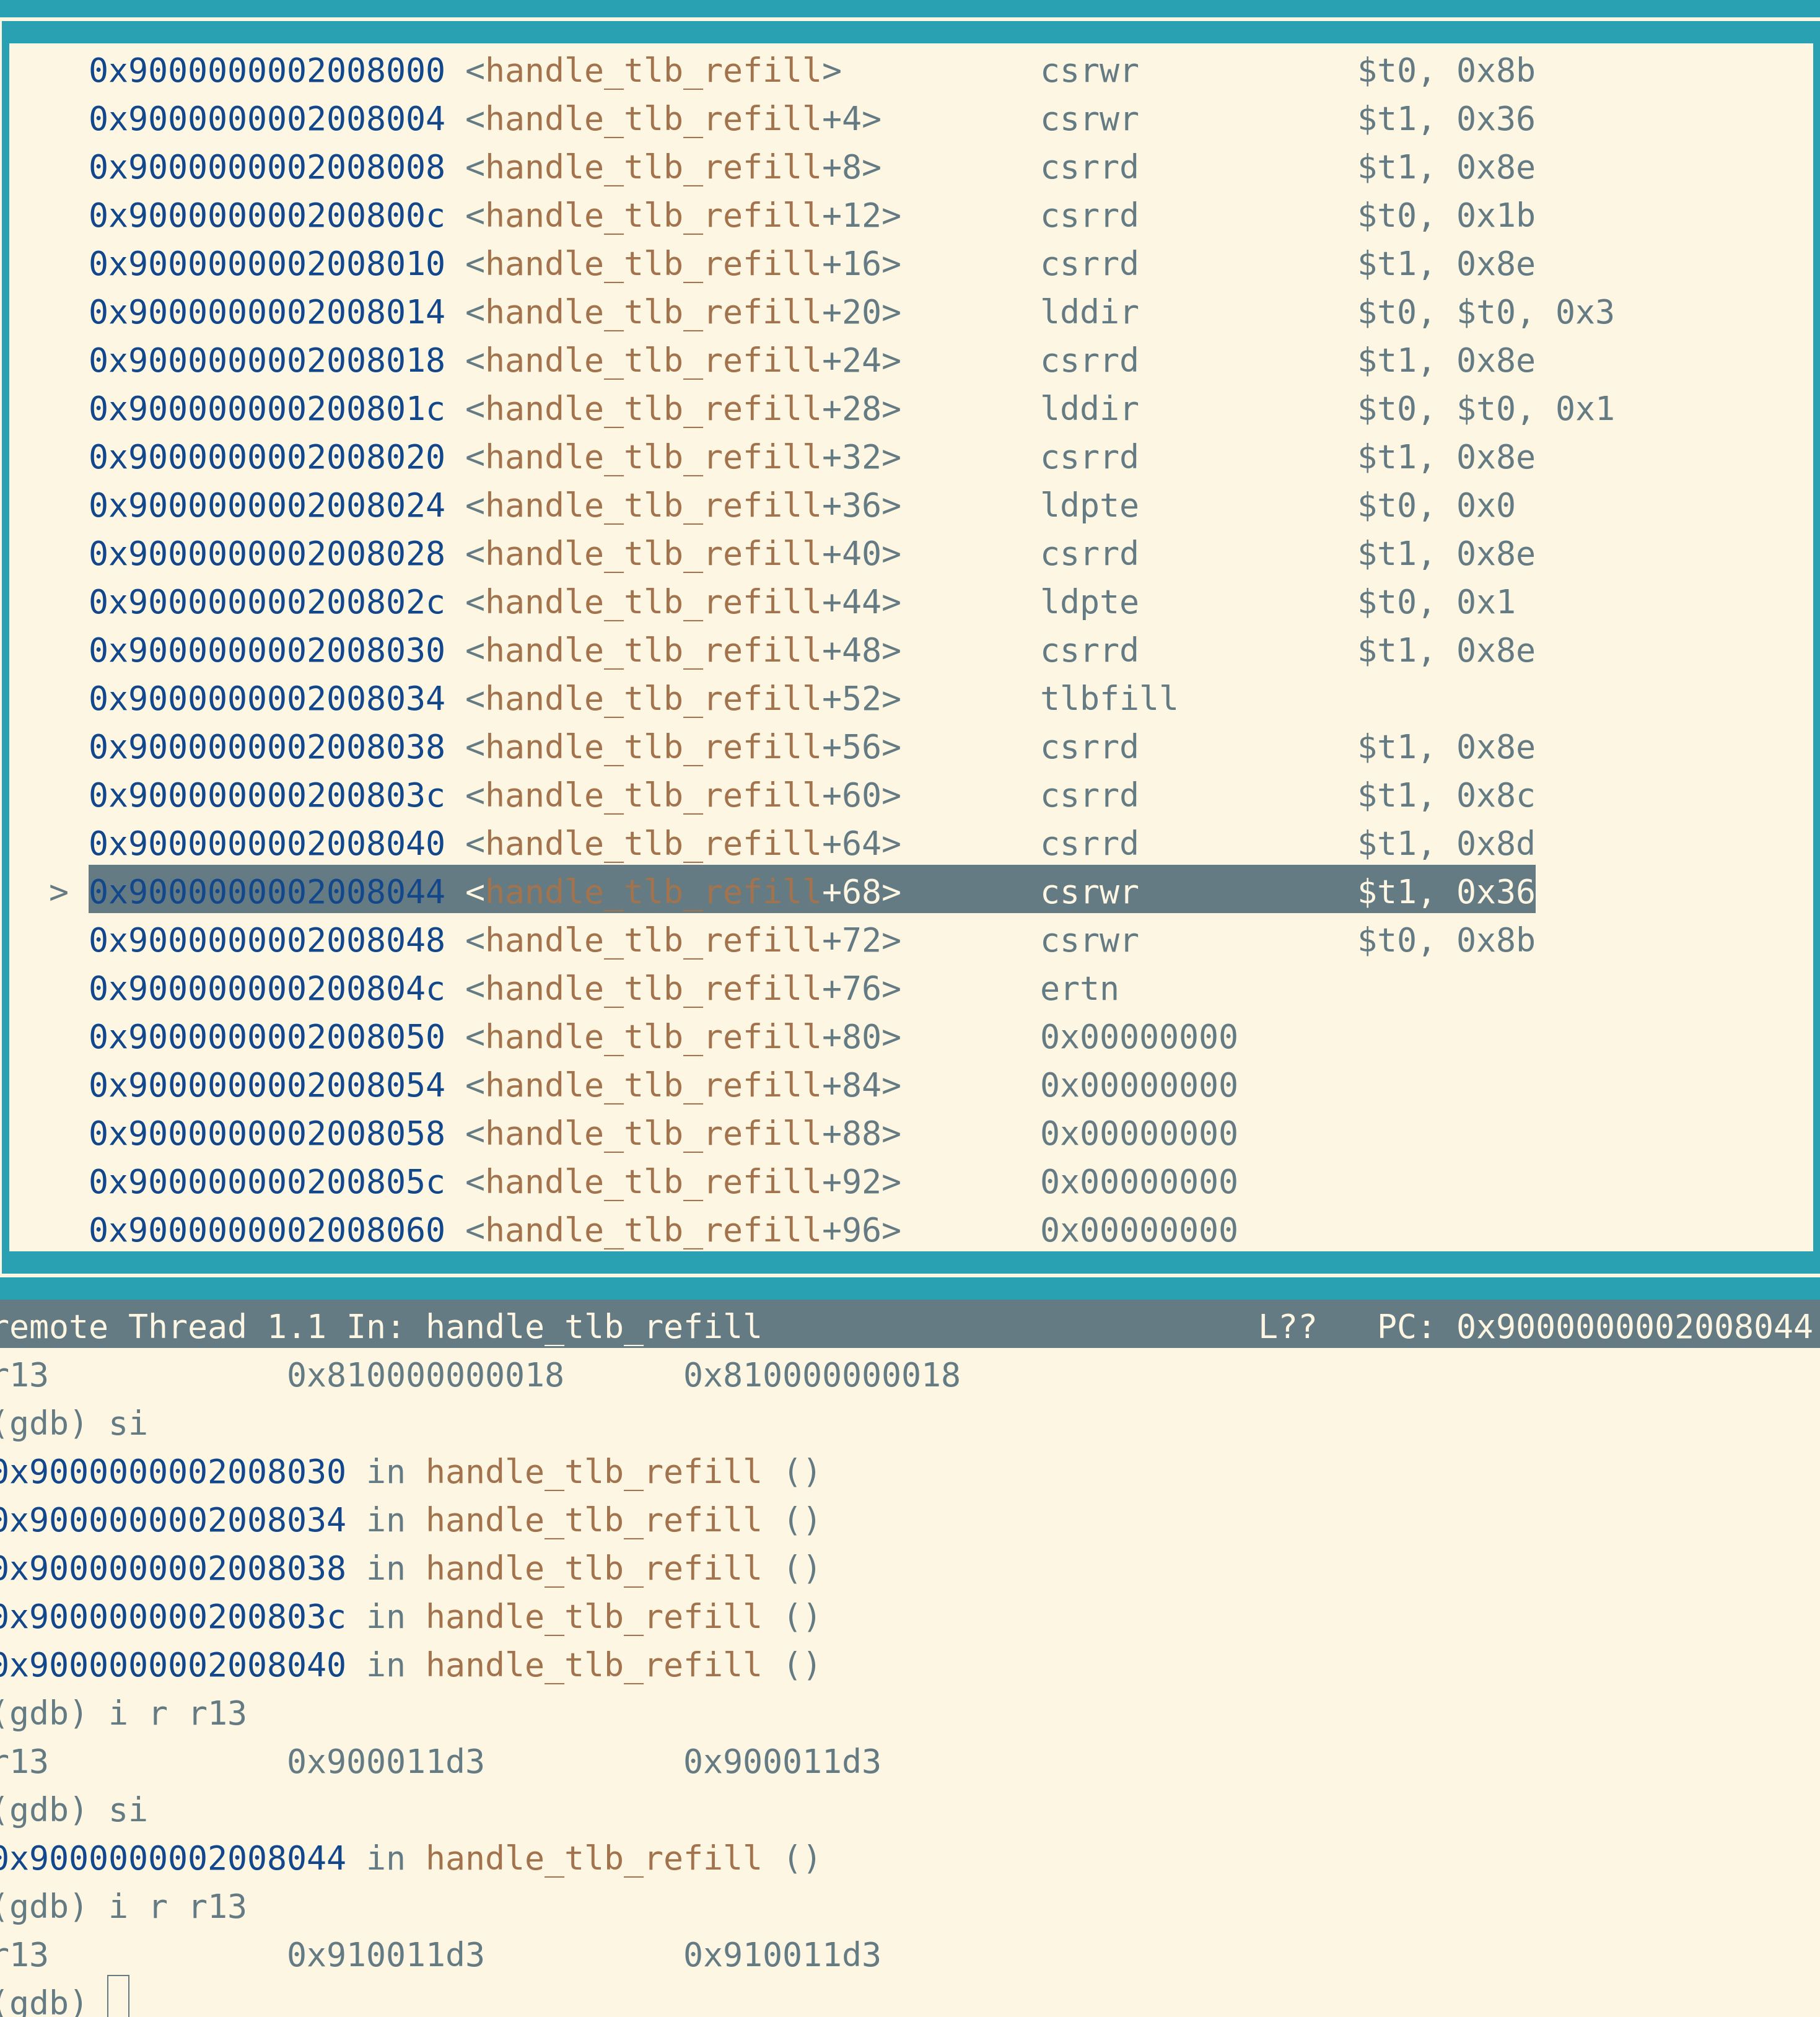 0x9000000002008000 <handle_tlb_refill> csrwr $t0, 0x8b
0x9000000002008004 <handle_tlb_refill+4> csrwr $t1, 0x36
0x9000000002008008 <handle_tlb_refill+8> csrrd $t1, 0x8e
0x900000000200800c <handle_tlb_refill+12> csrrd $t0, 0x1b
0x9000000002008010 <handle_tlb_refill+16> csrrd $t1, 0x8e
0x9000000002008014 <handle_tlb_refill+20> lddir $t0, $t0, 0x3
0x9000000002008018 <handle_tlb_refill+24> csrrd $t1, 0x8e
0x900000000200801c <handle_tlb_refill+28> lddir $t0, $t0, 0x1
0x9000000002008020 <handle_tlb_refill+32> csrrd $t1, 0x8e
0x9000000002008024 <handle_tlb_refill+36> ldpte $t0, 0x0
0x9000000002008028 <handle_tlb_refill+40> csrrd $t1, 0x8e
0x900000000200802c <handle_tlb_refill+44> ldpte $t0, 0x1
0x9000000002008030 <handle_tlb_refill+48> csrrd $t1, 0x8e
0x9000000002008034 <handle_tlb_refill+52> tlbfill
0x9000000002008038 <handle_tlb_refill+56> csrrd $t1, 0x8e
0x900000000200803c <handle_tlb_refill+60> csrrd $t1, 0x8c
0x9000000002008040 <handle_tlb_refill+64> csrrd $t1, 0x8d
> 0x9000000002008044 <handle_tlb_refill+68> csrwr $t1, 0x36
0x9000000002008048 <handle_tlb_refill+72> csrwr $t0, 0x8b
0x900000000200804c <handle_tlb_refill+76> ertn
0x9000000002008050 <handle_tlb_refill+80> 0x00000000
0x9000000002008054 <handle_tlb_refill+84> 0x00000000
0x9000000002008058 <handle_tlb_refill+88> 0x00000000
0x900000000200805c <handle_tlb_refill+92> 0x00000000
0x9000000002008060 <handle_tlb_refill+96> 0x00000000
remote Thread 1.1 In: handle_tlb_refill L?? PC: 0x9000000002008044
r13 0x810000000018 0x810000000018
(gdb) si
0x9000000002008030 in handle_tlb_refill ()
0x9000000002008034 in handle_tlb_refill ()
0x9000000002008038 in handle_tlb_refill ()
0x900000000200803c in handle_tlb_refill ()
0x9000000002008040 in handle_tlb_refill ()
(gdb) i r r13
r13 0x900011d3 0x900011d3
(gdb) si
0x9000000002008044 in handle_tlb_refill ()
(gdb) i r r13
r13 0x910011d3 0x910011d3
(gdb)